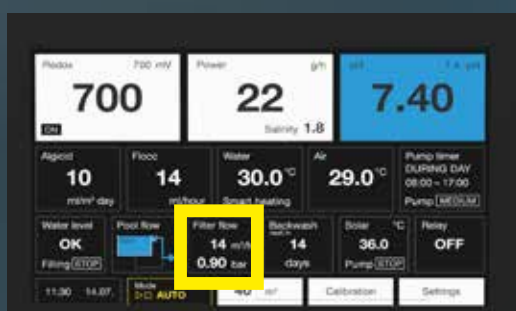 Redox 700 mV
700
ON
Power g/h
22
Salinity 1.8
pH
7.40
Algicid
10
ml/m³ day
Flocc
14
ml/hour
Water
30.0 °C
Smart heating
Air
29.0 °C
Pump timer
DURING DAY
08:00 - 17:00
Pump MEDIUM
Water level
OK
Filling STOP
Pool flow
Filter flow
14 m³/h
0.90 bar
Backwash
14
days
Solar °C
36.0
Pump STOP
Relay
OFF
11:30 14.07.
Mode
AUTO
40 m³
Calibration
Settings